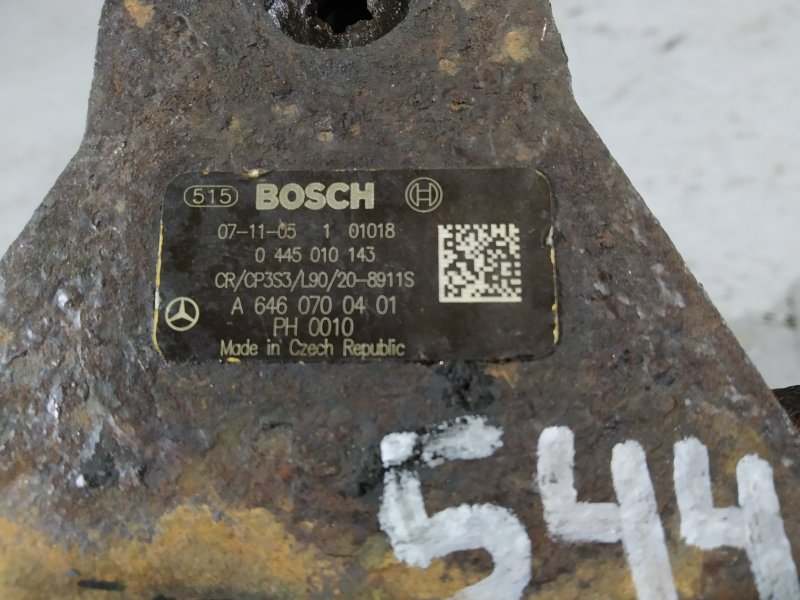 515 BOSCH
07-11-05 1 01018
0 445 010 143
CR/CP3S3/L90/20-8911S
A 646 070 04 01
PH 0010
Made in Czech Republic
544